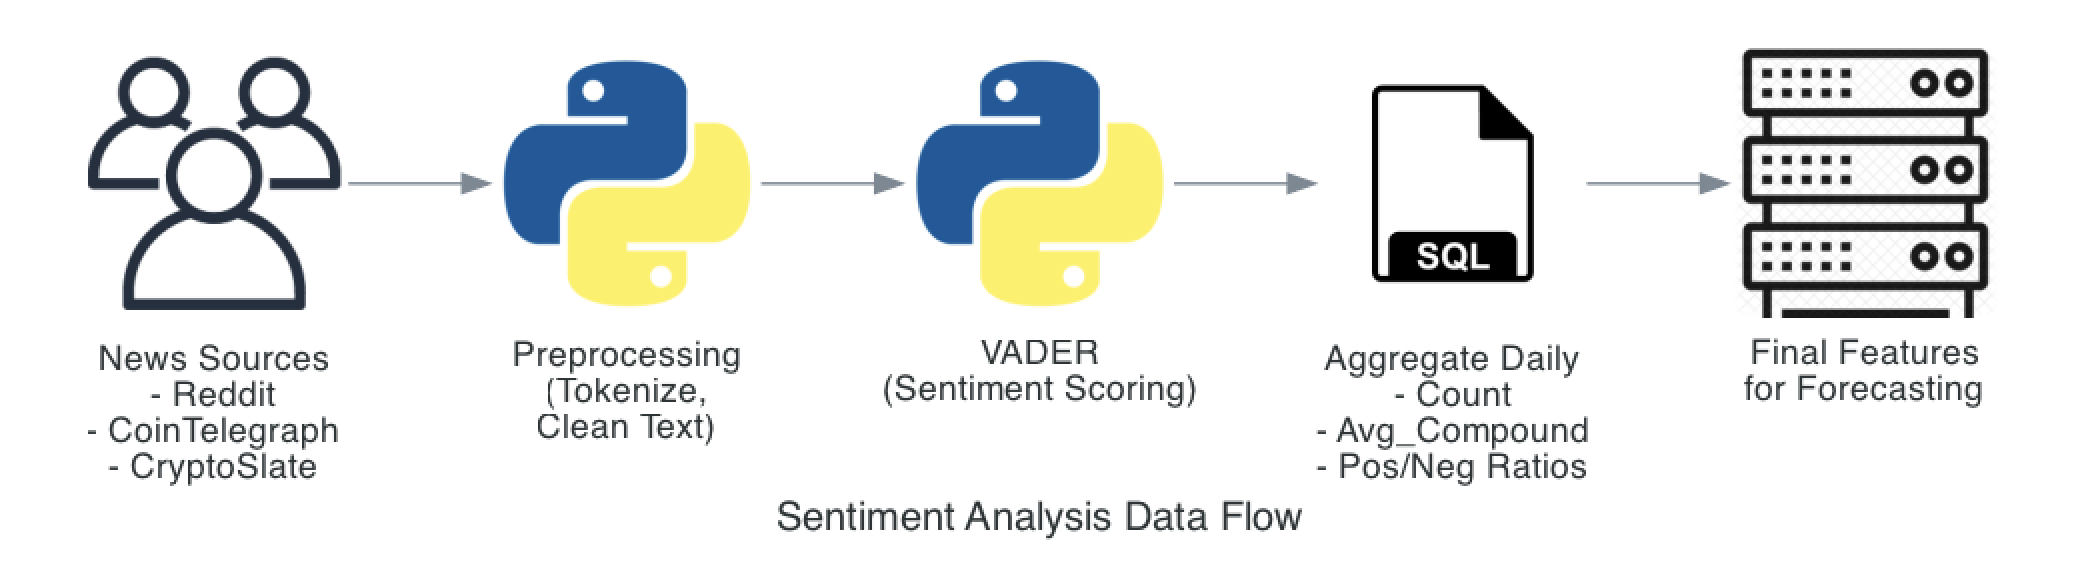 SQL
News Sources
- Reddit
- CoinTelegraph
- CryptoSlate
Preprocessing
(Tokenize,
Clean Text)
VADER
(Sentiment Scoring)
Aggregate Daily
- Count
- Avg_Compound
- Pos/Neg Ratios
Final Features
for Forecasting
Sentiment Analysis Data Flow